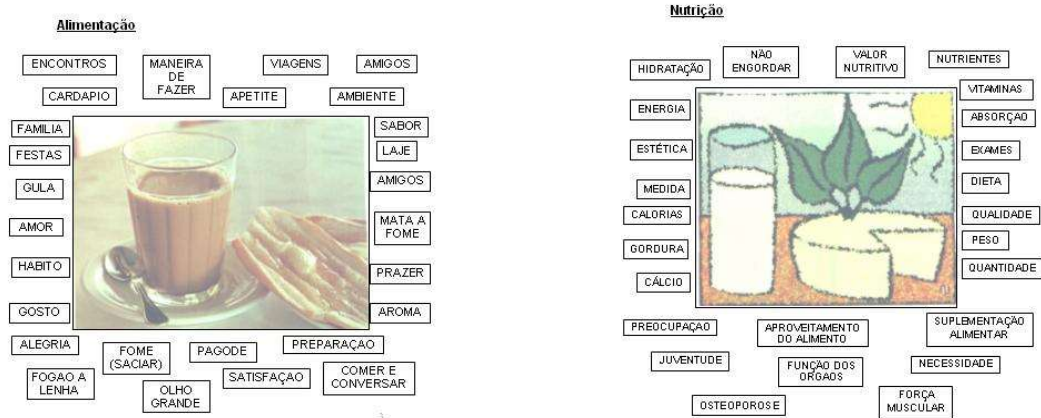 Alimentação
ENCONTROS
MANEIRA
DE
FAZER
VIAGENS
AMIGOS
CARDAPIO
APETITE
AMBIENTE
FAMILIA
FESTAS
GULA
AMOR
HABITO
GOSTO
SABOR
LAJE
AMIGOS
MATA A
FOME
PRAZER
AROMA
ALEGRIA
FOME
(SACIAR)
PAGODE
PREPARAÇAO
FOGAO A
LENHA
OLHO
GRANDE
SATISFAÇAO
COMER E
CONVERSAR
Nutrição
HIDRATAÇÃO
NÃO
ENGORDAR
VALOR
NUTRITIVO
NUTRIENTES
ENERGIA
ESTÉTICA
MEDIDA
CALORIAS
GORDURA
CÁLCIO
VITAMINAS
ABSORÇAO
EXAMES
DIETA
QUALIDADE
PESO
QUANTIDADE
PREOCUPAÇAO
APROVEITAMENTO
DO ALIMENTO
SUPLEMENTAÇÃO
ALIMENTAR
JUVENTUDE
FUNÇÃO DOS
ORGAOS
NECESSIDADE
OSTEOPOROSE
FORÇA
MUSCULAR